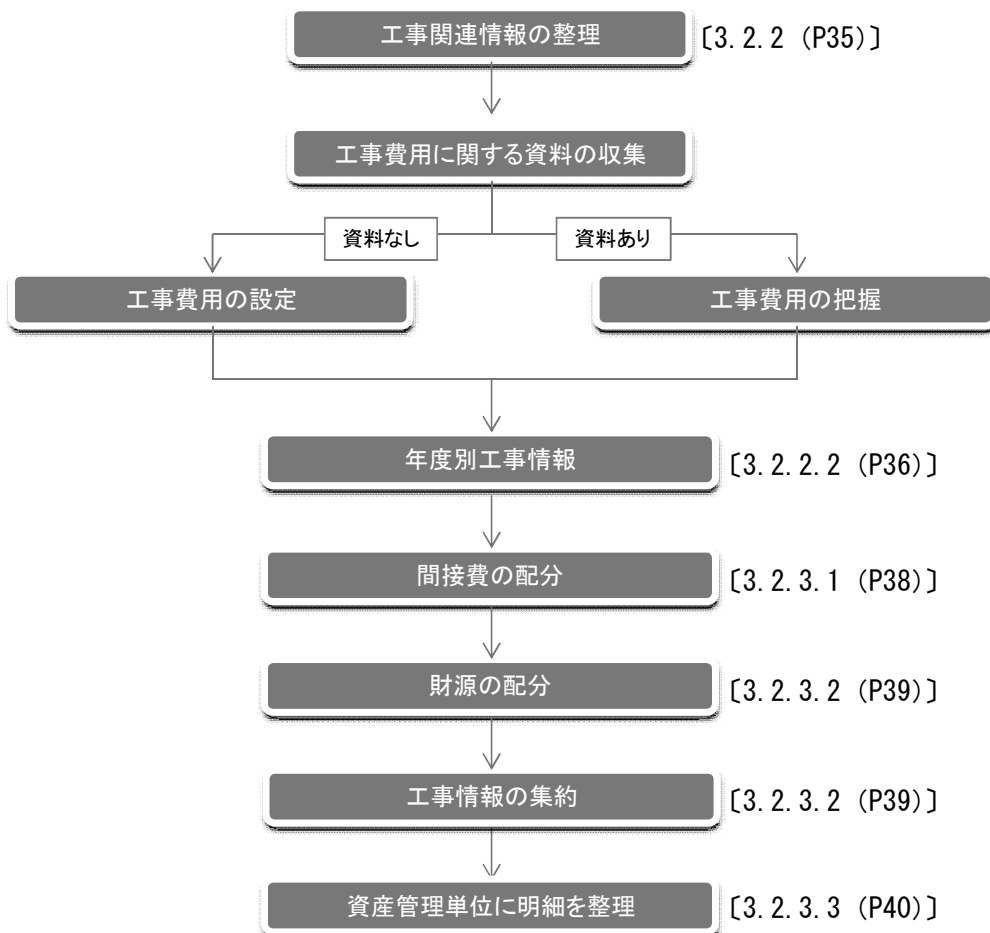 工事関連情報の整理 〔3.2.2 (P35)〕
工事費用に関する資料の収集
資料なし 資料あり
工事費用の設定 工事費用の把握
年度別工事情報 〔3.2.2.2 (P36)〕
間接費の配分 〔3.2.3.1 (P38)〕
財源の配分 〔3.2.3.2 (P39)〕
工事情報の集約 〔3.2.3.2 (P39)〕
資産管理単位に明細を整理 〔3.2.3.3 (P40)〕